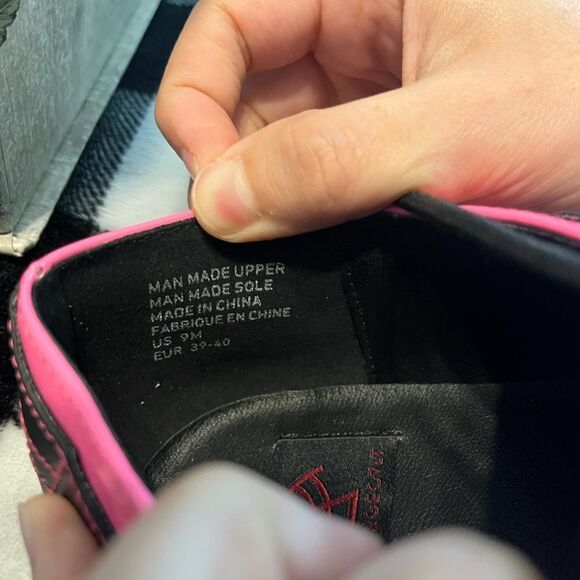 MAN MADE UPPER
MAN MADE SOLE
MADE IN CHINA
FABRIQUE EN CHINE
US 9M
EUR 39-40